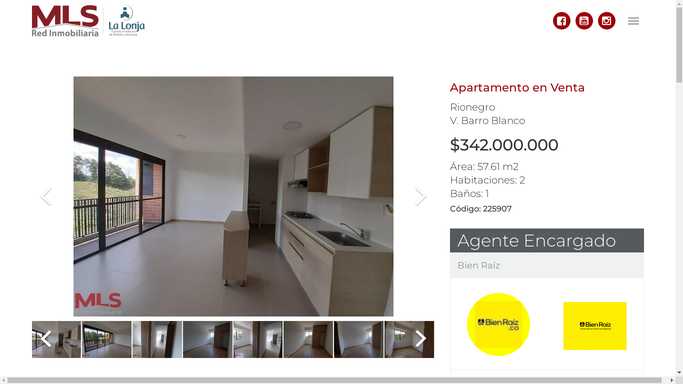 MLS
Red Inmobiliaria
La Lonja
Apartamento en Venta
Rionegro
V. Barro Blanco
$342.000.000
Área: 57.61 m2
Habitaciones: 2
Baños: 1
Código: 225907
MLS
Agente Encargado
Bien Raíz
Bien Raíz
.co
Bien Raíz